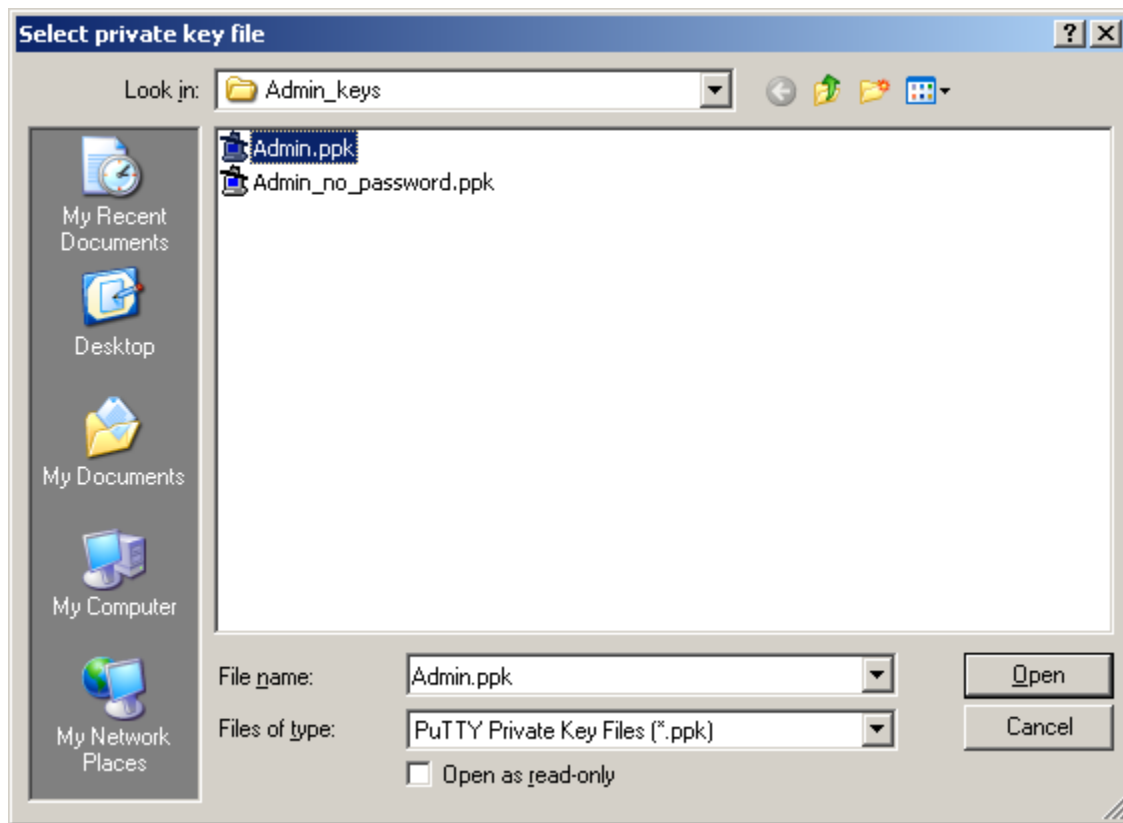 Select private key file
Look in:
Admin_keys
Admin.ppk
Admin_no_password.ppk
My Recent
Documents
Desktop
My Documents
My Computer
My Network
Places
File name:
Admin.ppk
Open
Files of type:
PuTTY Private Key Files (*.ppk)
Cancel
Open as read-only